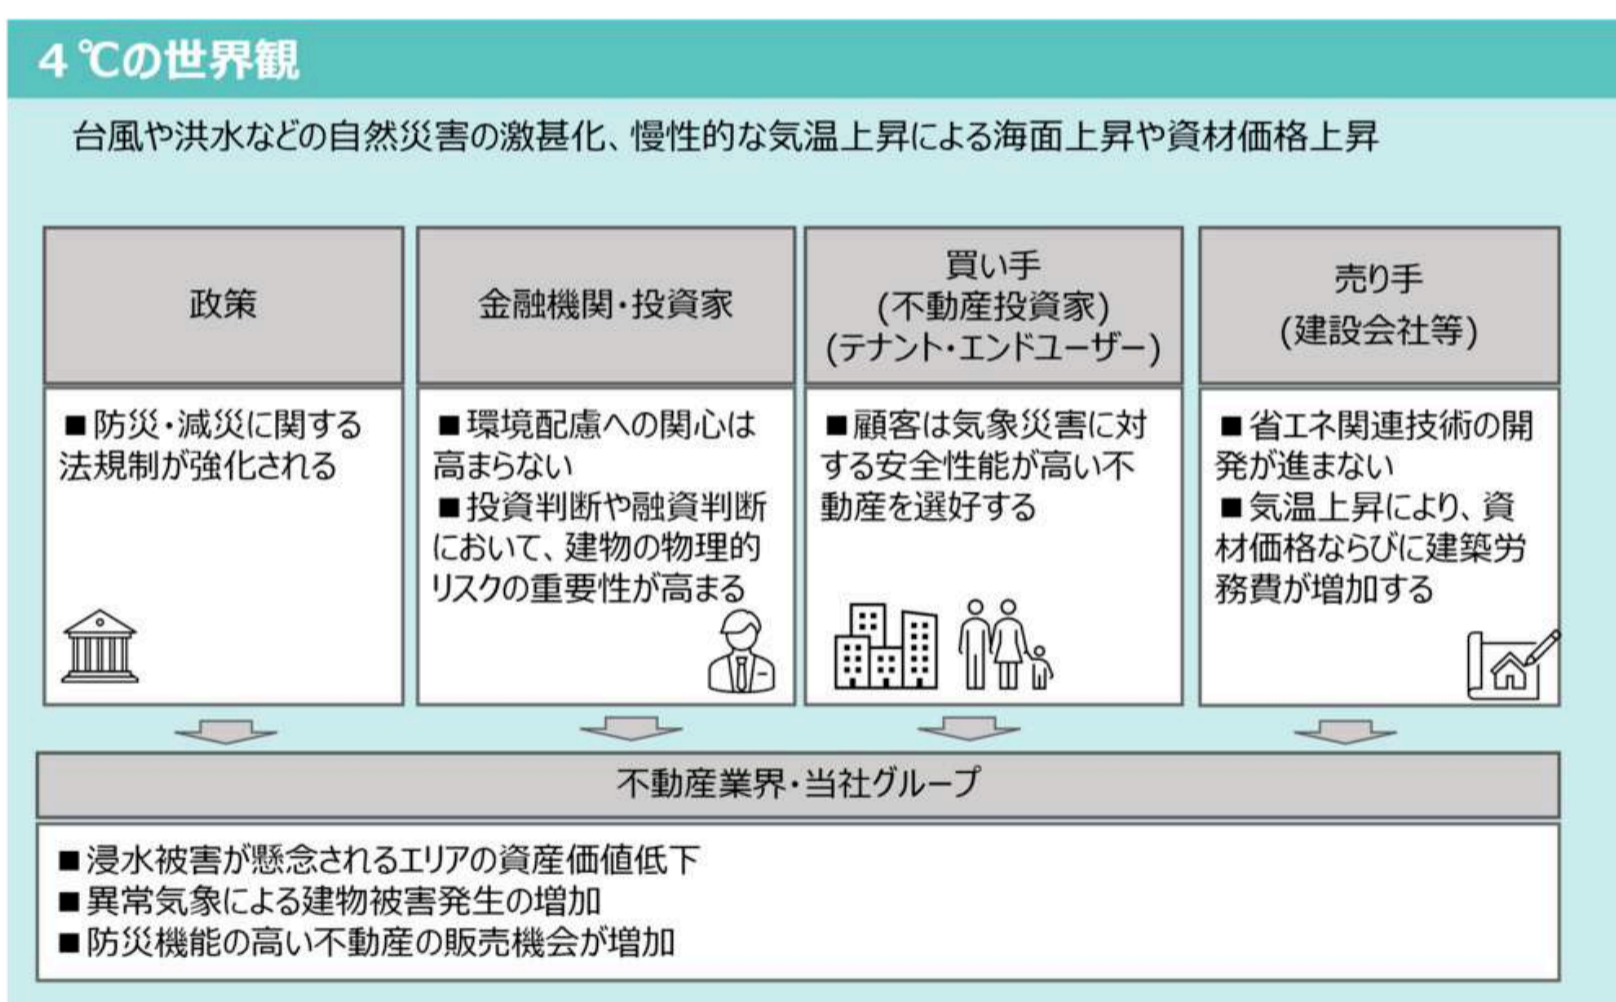 ４℃の世界観
台風や洪水などの自然災害の激甚化、慢性的な気温上昇による海面上昇や資材価格上昇
政策
■防災・減災に関する
法規制が強化される
金融機関・投資家
■環境配慮への関心は
高まらない
■投資判断や融資判断
において、建物の物理的
リスクの重要性が高まる
買い手
(不動産投資家)
(テナント・エンドユーザー)
■顧客は気象災害に対
する安全性能が高い不
動産を選好する
売り手
(建設会社等)
■省エネ関連技術の開
発が進まない
■気温上昇により、資
材価格ならびに建築労
務費が増加する
不動産業界・当社グループ
■浸水被害が懸念されるエリアの資産価値低下
■異常気象による建物被害発生の増加
■防災機能の高い不動産の販売機会が増加